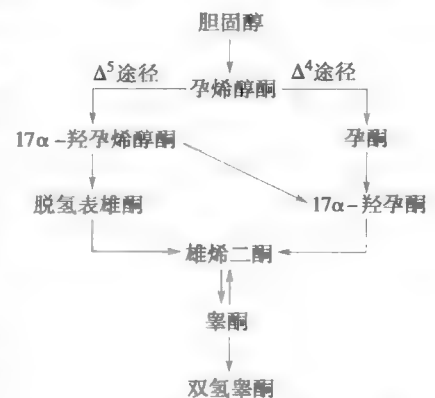 胆固醇
Δ⁵途径
Δ⁴途径
孕烯醇酮
17α-羟孕烯醇酮
孕酮
脱氢表雄酮
17α-羟孕酮
雄烯二酮
睾酮
双氢睾酮